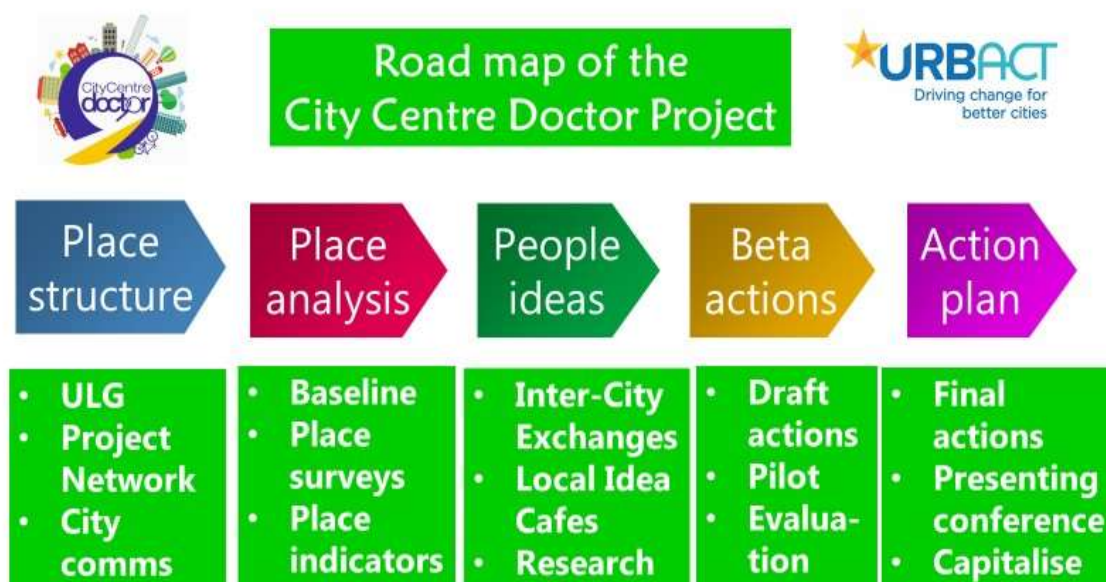 CityCentre
doctor
Road map of the
City Centre Doctor Project
URBACT
Driving change for
better cities
Place
structure
Place
analysis
People
ideas
Beta
actions
Action
plan
• ULG
• Project
Network
• City
comms
• Baseline
• Place
surveys
• Place
indicators
• Inter-City
Exchanges
• Local Idea
Cafes
• Research
• Draft
actions
• Pilot
• Evalua-
tion
• Final
actions
• Presenting
conference
• Capitalise